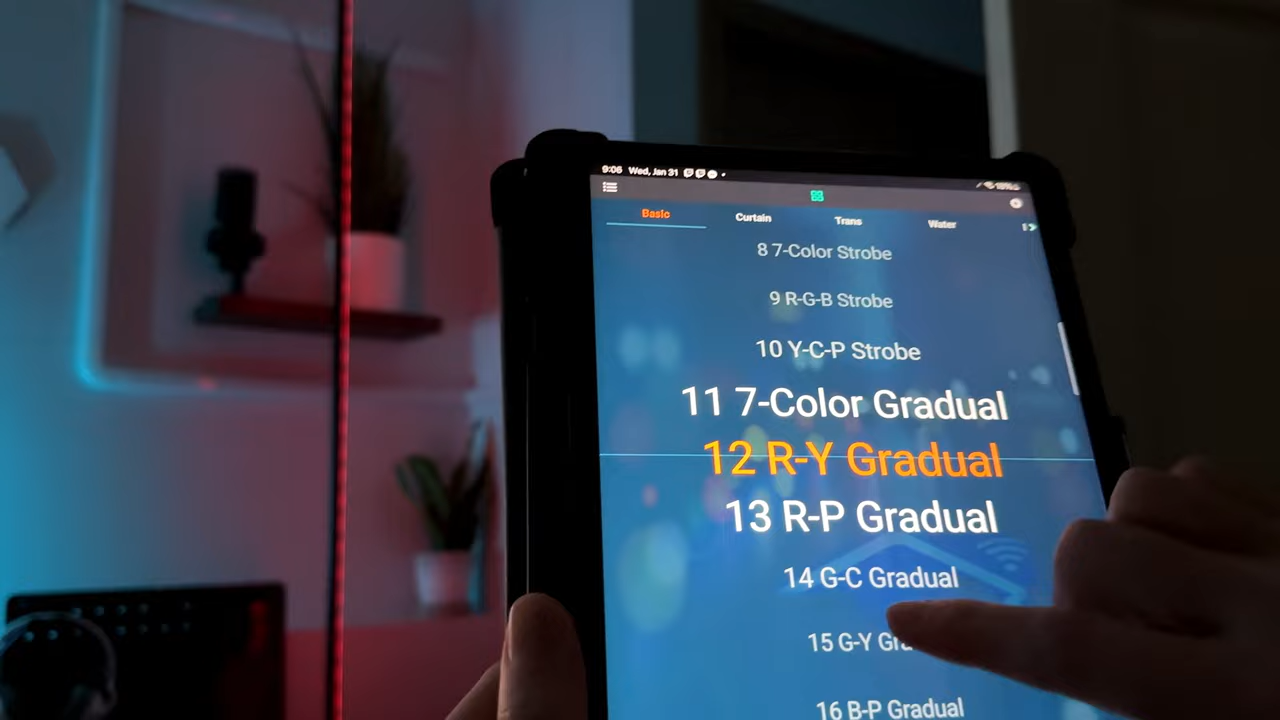 9:06 Wed, Jan 31
Basic Curtain Trans Water
8 7-Color Strobe
9 R-G-B Strobe
10 Y-C-P Strobe
11 7-Color Gradual
12 R-Y Gradual
13 R-P Gradual
14 G-C Gradual
15 G-Y
16 B-P Gradual